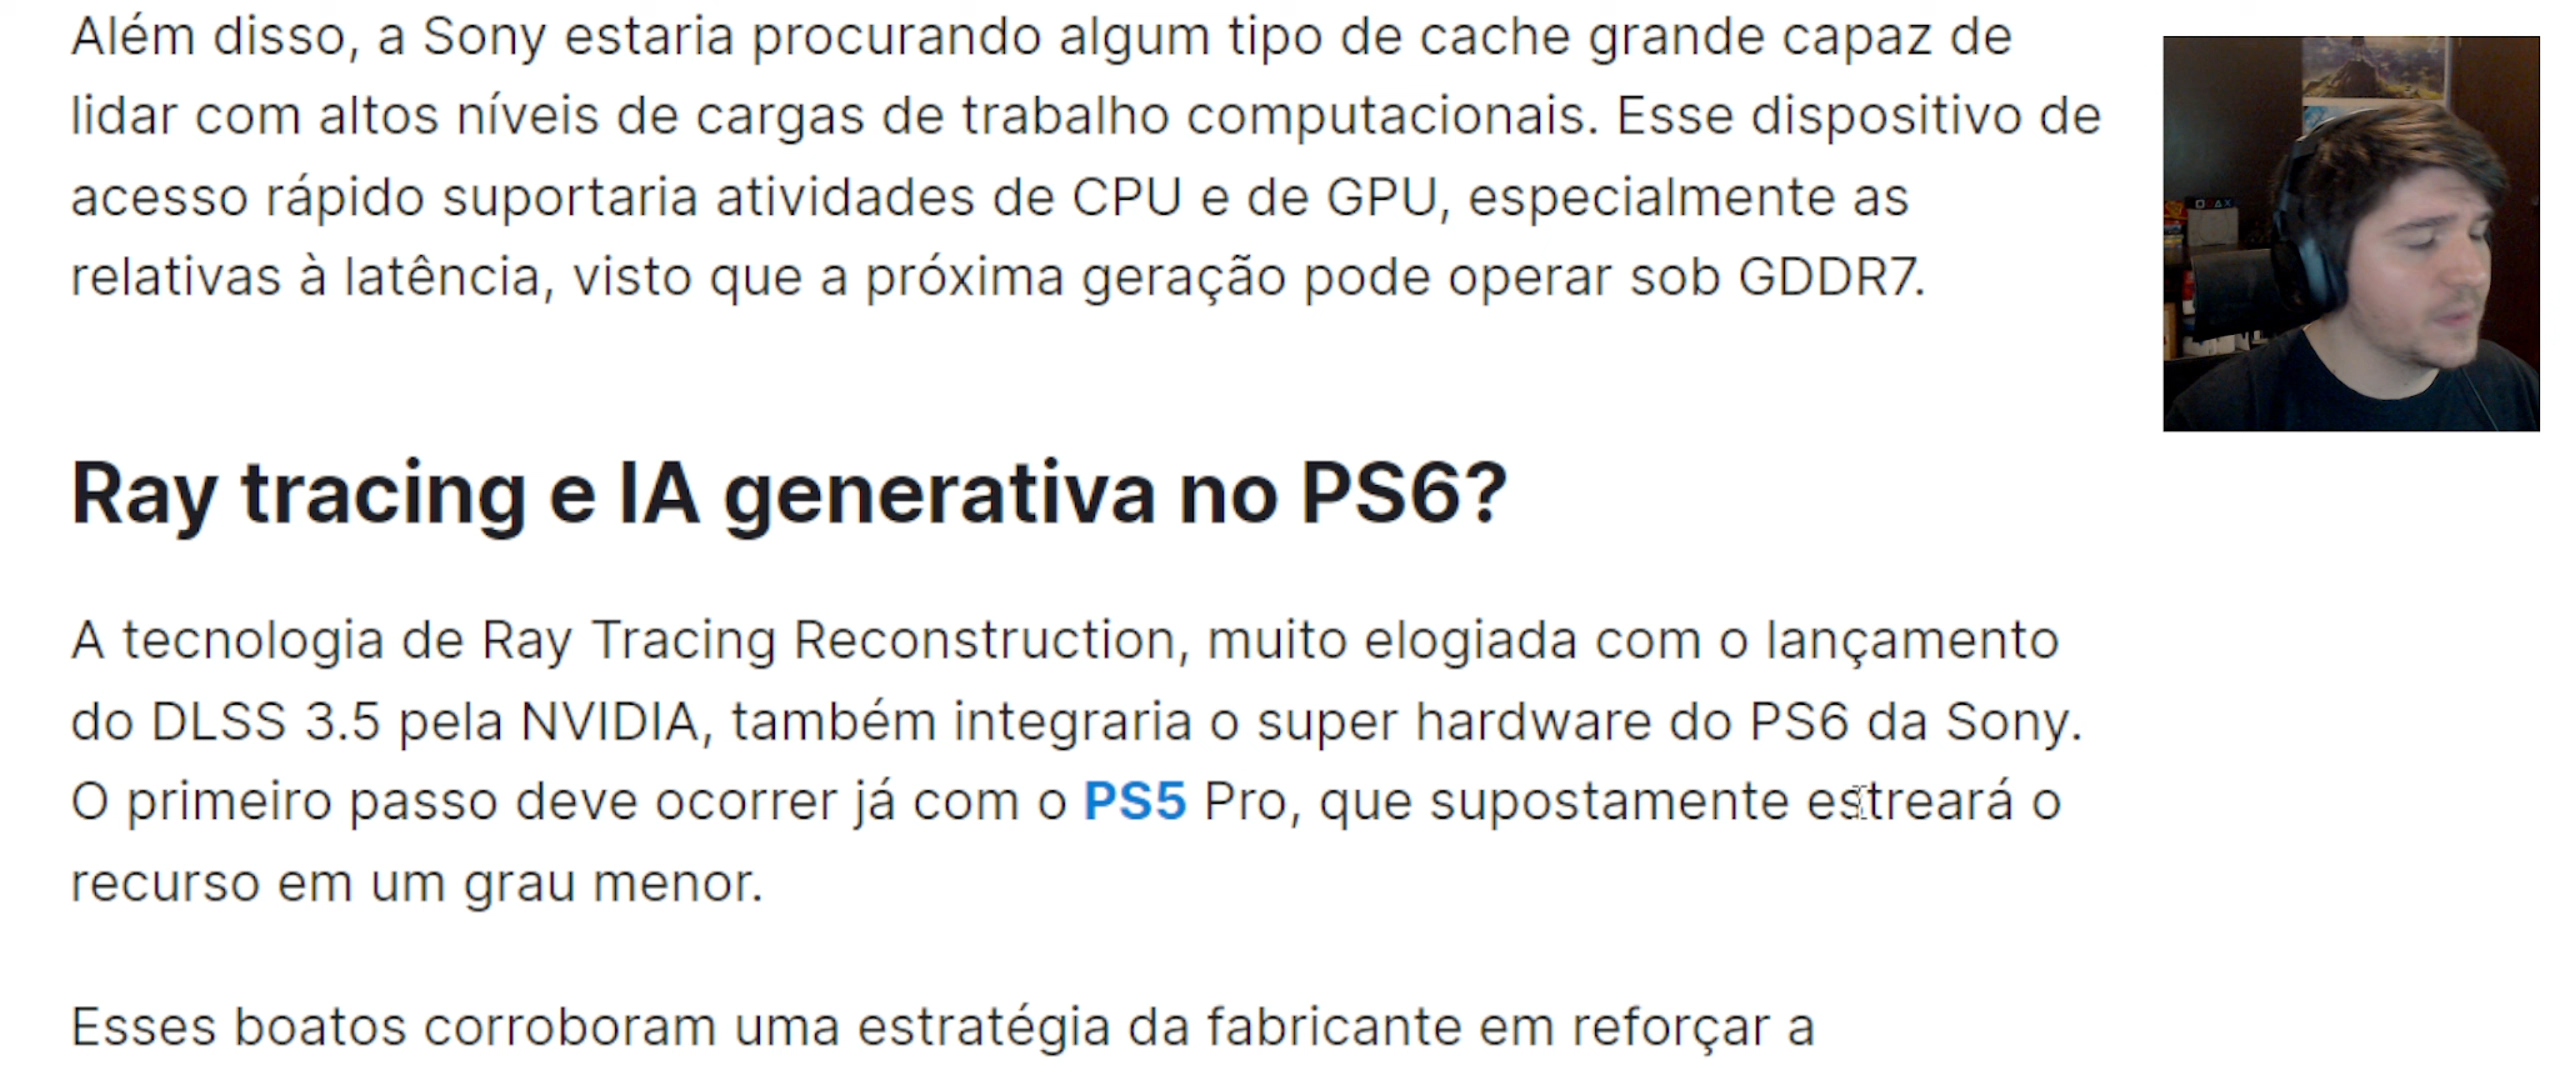 Além disso, a Sony estaria procurando algum tipo de cache grande capaz de
lidar com altos níveis de cargas de trabalho computacionais. Esse dispositivo de
acesso rápido suportaria atividades de CPU e de GPU, especialmente as
relativas à latência, visto que a próxima geração pode operar sob GDDR7.
Ray tracing e IA generativa no PS6?
A tecnologia de Ray Tracing Reconstruction, muito elogiada com o lançamento
do DLSS 3.5 pela NVIDIA, também integraria o super hardware do PS6 da Sony.
O primeiro passo deve ocorrer já com o PS5 Pro, que supostamente estreará o
recurso em um grau menor.
Esses boatos corroboram uma estratégia da fabricante em reforçar a